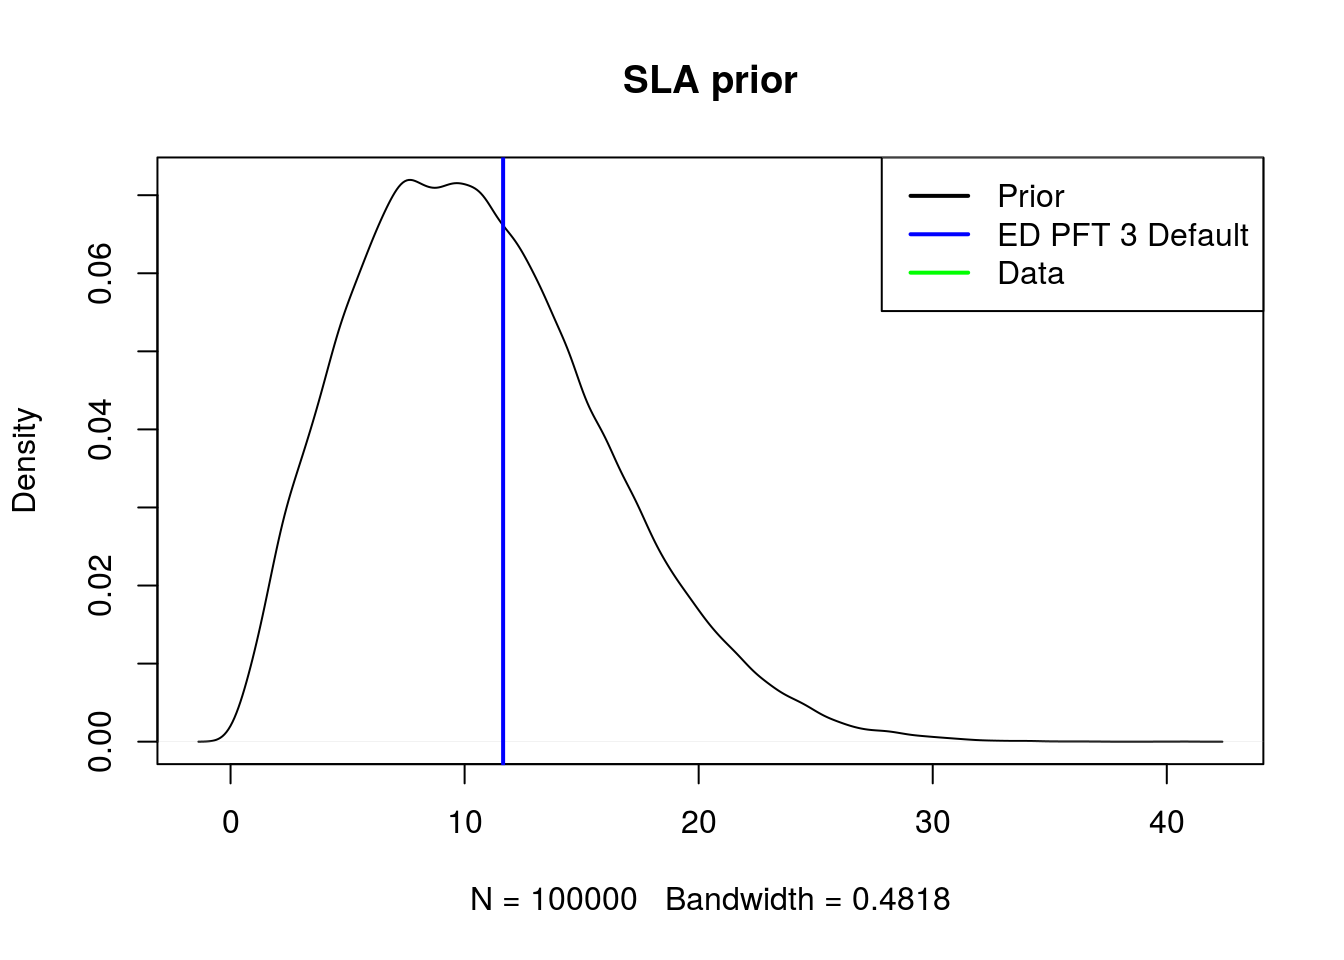 SLA prior
Prior
ED PFT 3 Default
Data
Density
0.06
0.04
0.02
0.00
0 10 20 30 40
N = 100000 Bandwidth = 0.4818